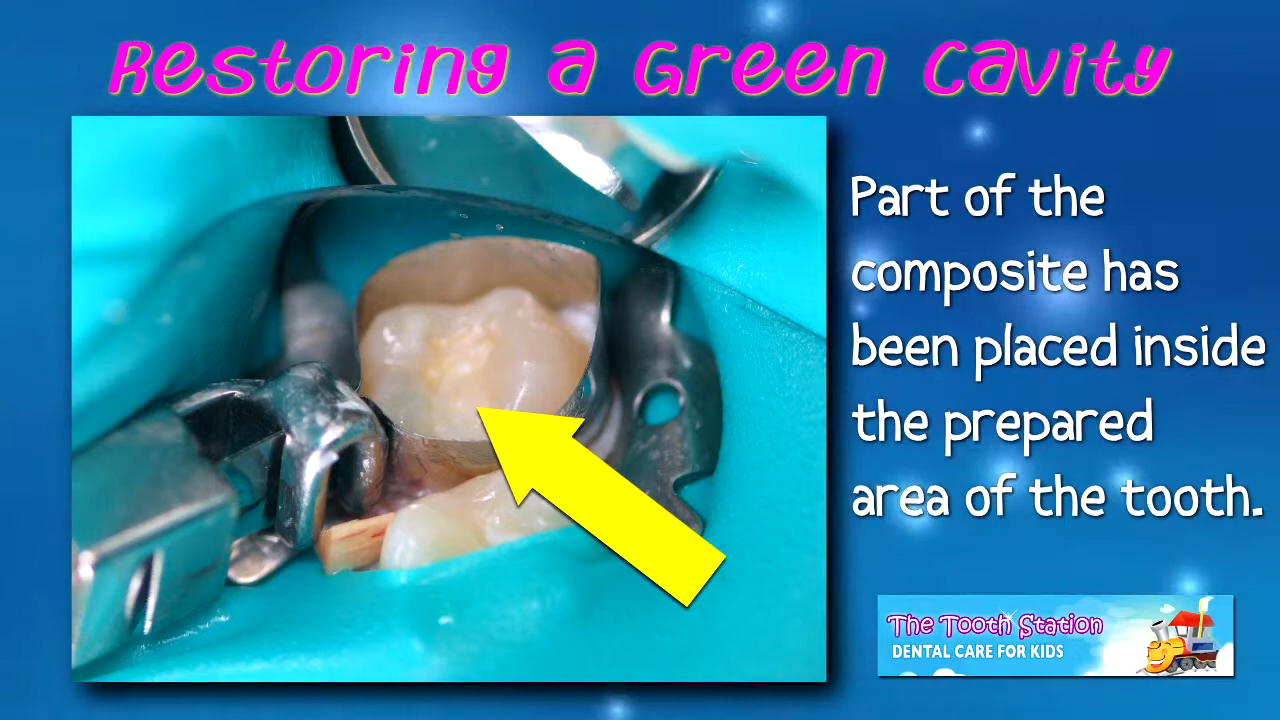 Restoring a Green Cavity
Part of the
composite has
been placed inside
the prepared
area of the tooth.
The Tooth Station
DENTAL CARE FOR KIDS